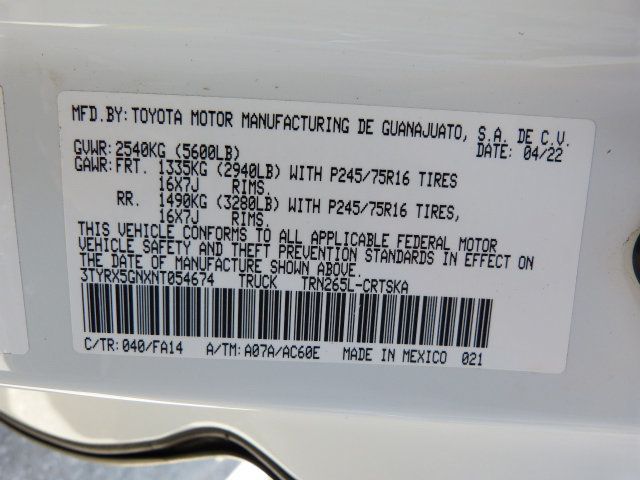 MFD.BY: TOYOTA MOTOR MANUFACTURING DE GUANAJUATO, S.A. DE C.V.
GVWR: 2540KG (5600LB) DATE: 04/22
GAWR: FRT. 1335KG (2940LB) WITH P245/75R16 TIRES
16X7J RIMS.
RR. 1490KG (3280LB) WITH P245/75R16 TIRES,
16X7J RIMS.
THIS VEHICLE CONFORMS TO ALL APPLICABLE FEDERAL MOTOR
VEHICLE SAFETY AND THEFT PREVENTION STANDARDS IN EFFECT ON
THE DATE OF MANUFACTURE SHOWN ABOVE.
3TYRX5GNXNT054674 TRUCK TRN265L-CRTSKA
C/TR: 040/FA14 A/TM: A07A/AC60E MADE IN MEXICO 021